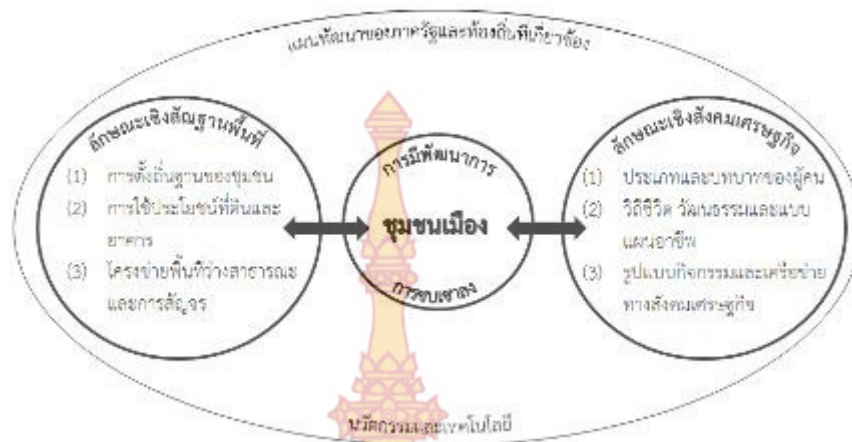 แผนพัฒนาของภาครัฐและท้องถิ่นที่เกี่ยวข้อง
ลักษณะเชิงสัณฐานพื้นที่
(1) การตั้งถิ่นฐานของชุมชน
(2) การใช้ประโยชน์ที่ดินและ
อาคาร
(3) โครงข่ายพื้นที่ว่างสาธารณะ
และการสัญจร
การมีพัฒนาการ
ชุมชนเมือง
การซบเซาลง
ลักษณะเชิงสังคมเศรษฐกิจ
(1) ประเภทและบทบาทของผู้คน
(2) วิถีชีวิต วัฒนธรรมและแบบ
แผนอาชีพ
(3) รูปแบบกิจกรรมและเครือข่าย
ทางสังคมเศรษฐกิจ
นวัตกรรมและเทคโนโลยี